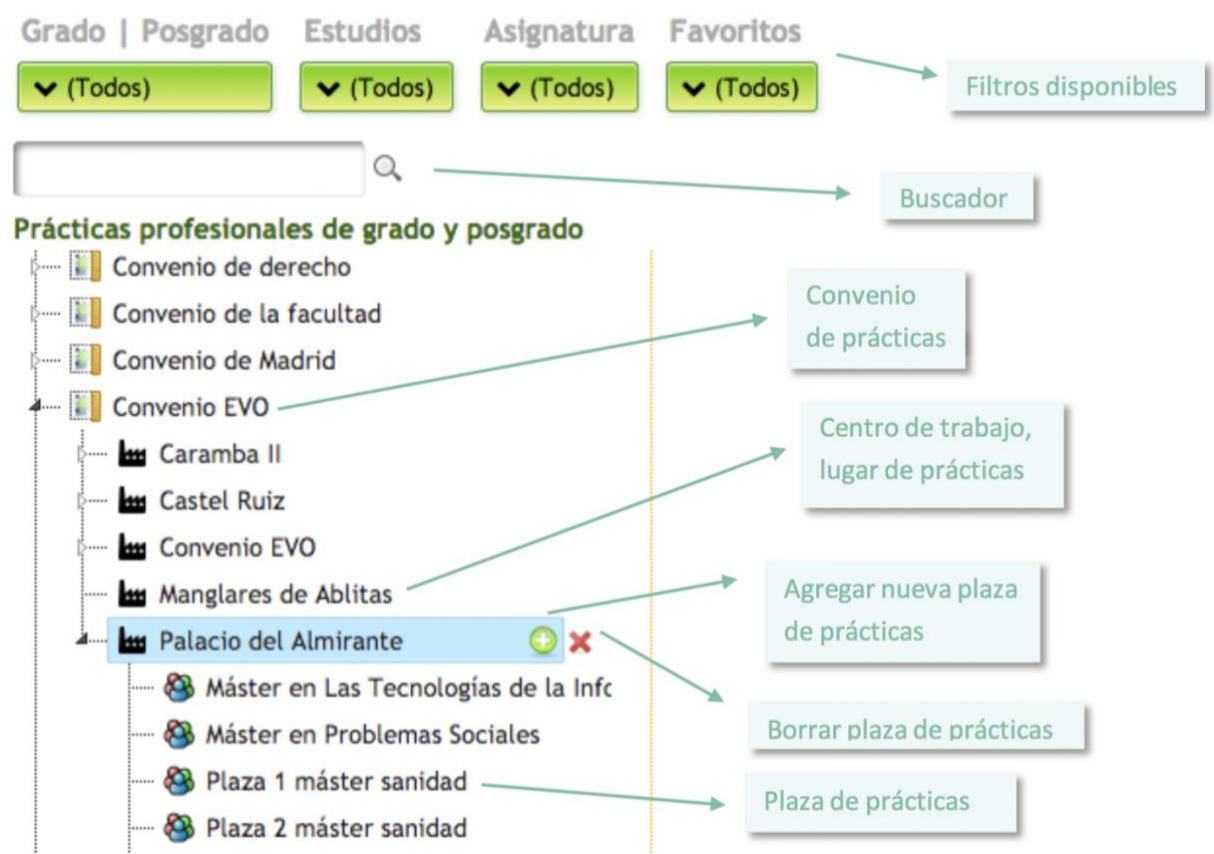 Grado | Posgrado Estudios Asignatura Favoritos
(Todos) (Todos) (Todos) (Todos)
Filtros disponibles
Buscador
Prácticas profesionales de grado y posgrado
Convenio de derecho
Convenio de la facultad
Convenio de Madrid
Convenio EVO
Convenio
de prácticas
Caramba II
Castel Ruiz
Convenio EVO
Manglares de Ablitas
Centro de trabajo,
lugar de prácticas
Palacio del Almirante
Agregar nueva plaza
de prácticas
Borrar plaza de prácticas
Máster en Las Tecnologías de la Info
Máster en Problemas Sociales
Plaza 1 máster sanidad
Plaza de prácticas
Plaza 2 máster sanidad